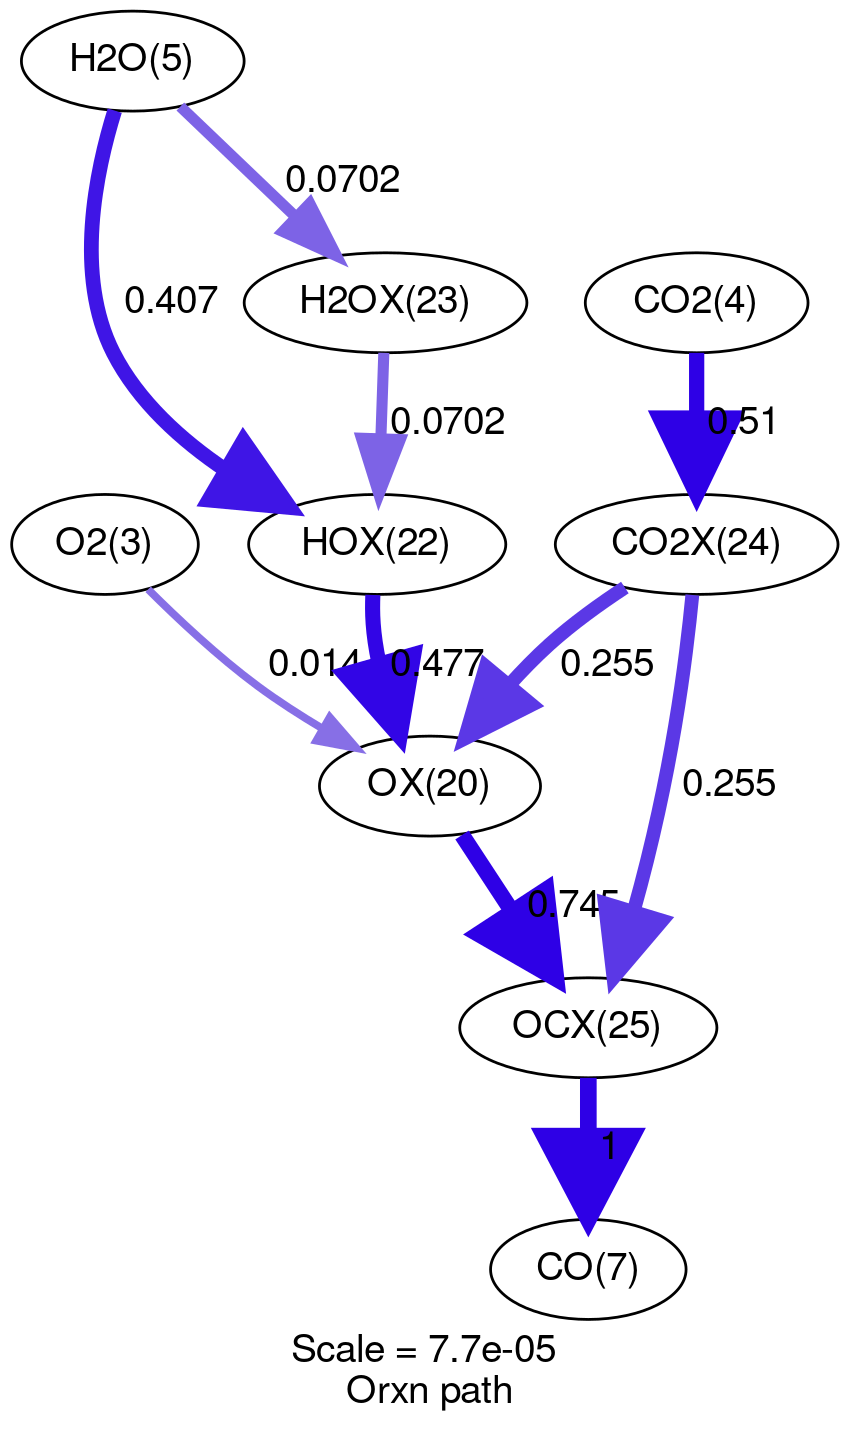 H2O(5)
0.0702
0.407
H2OX(23)
CO2(4)
0.0702
0.51
O2(3)
HOX(22)
CO2X(24)
0.014
0.477
0.255
OX(20)
0.255
0.745
OCX(25)
1
CO(7)
Scale = 7.7e-05
Orxn path